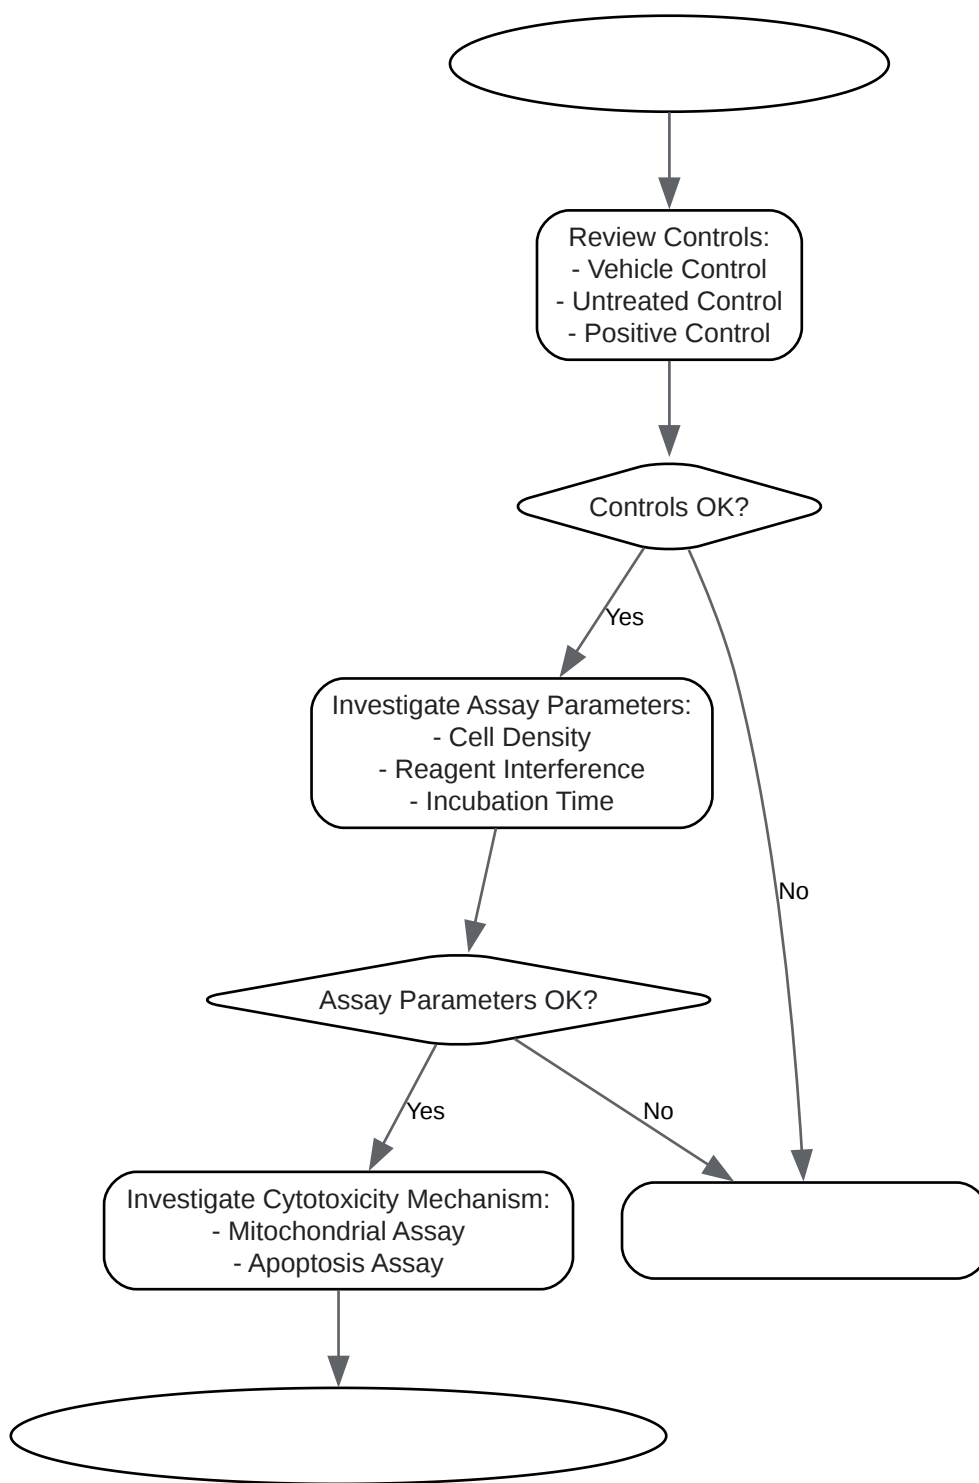 Review Controls:
- Vehicle Control
- Untreated Control
- Positive Control
Controls OK?
Yes
Investigate Assay Parameters:
- Cell Density
- Reagent Interference
- Incubation Time
No
Assay Parameters OK?
Yes
No
Investigate Cytotoxicity Mechanism:
- Mitochondrial Assay
- Apoptosis Assay